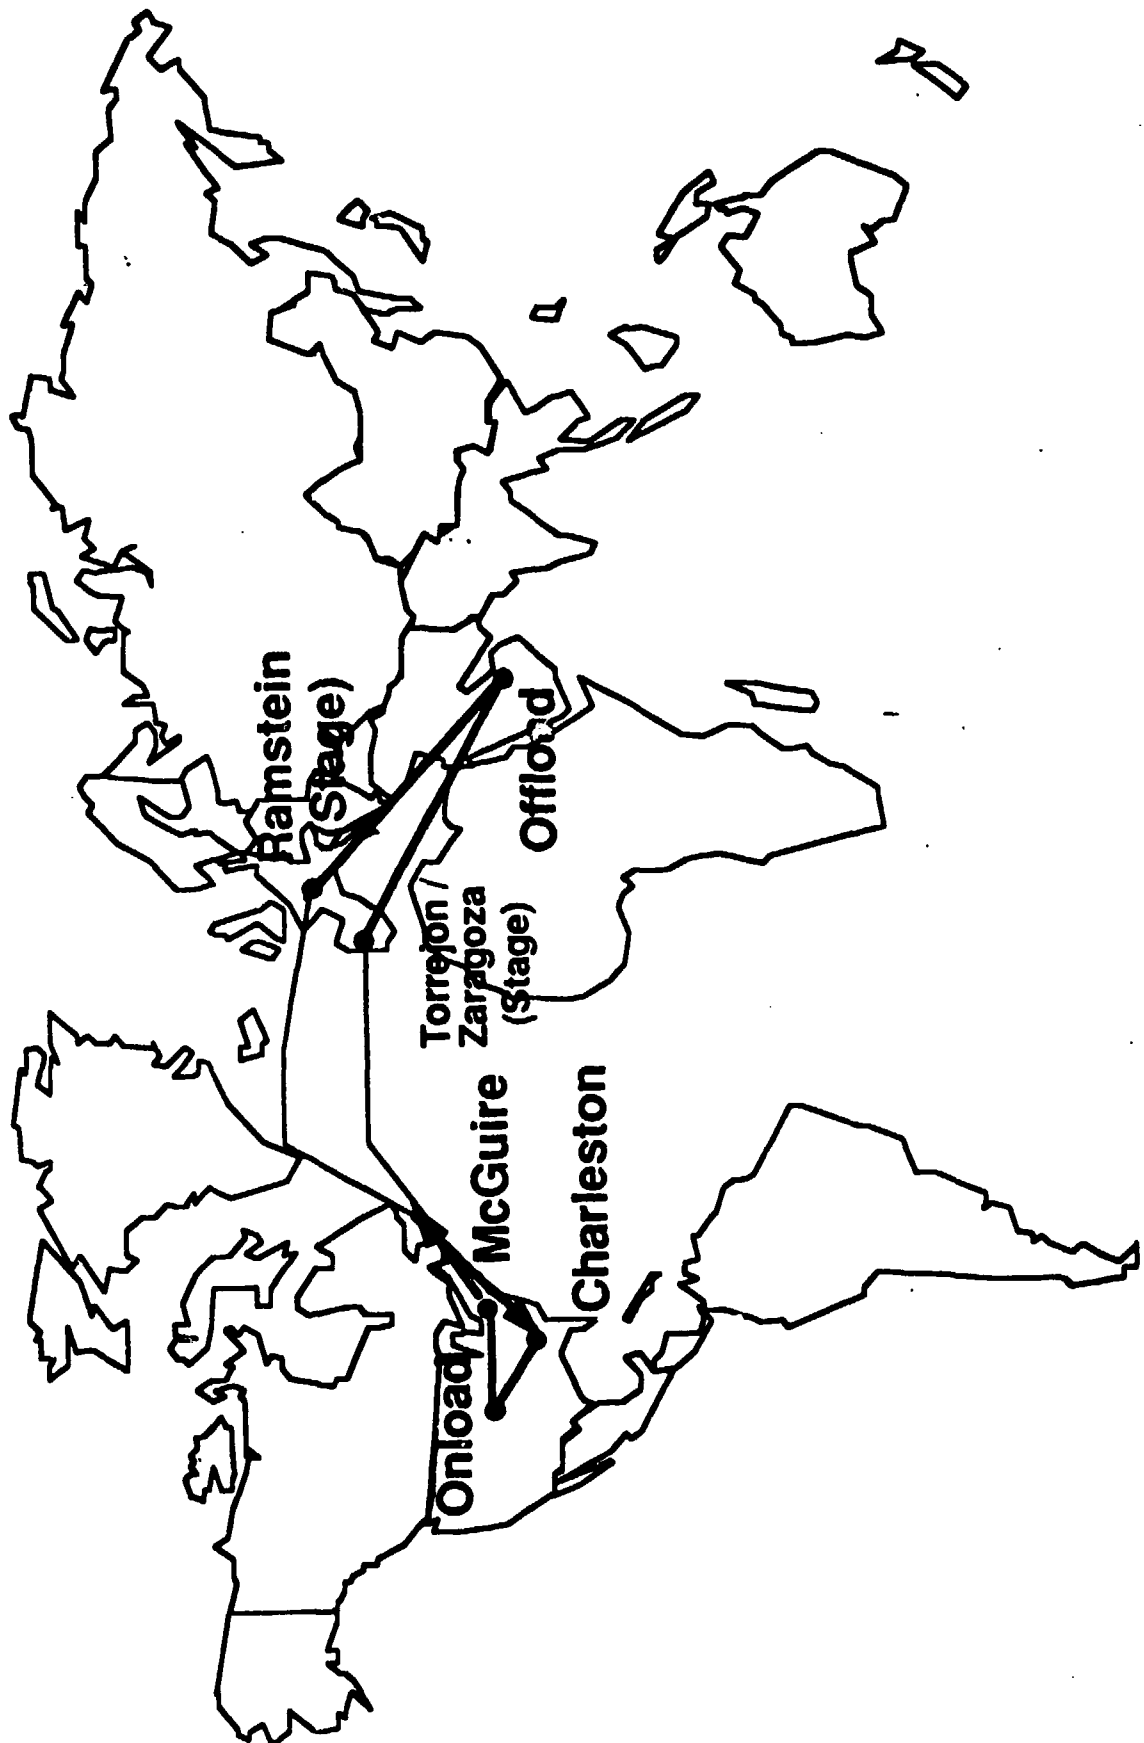 Ramstein
(Stage)
Offload
Torrejon /
Zaragoza
(Stage)
McGuire
Charleston
Onload